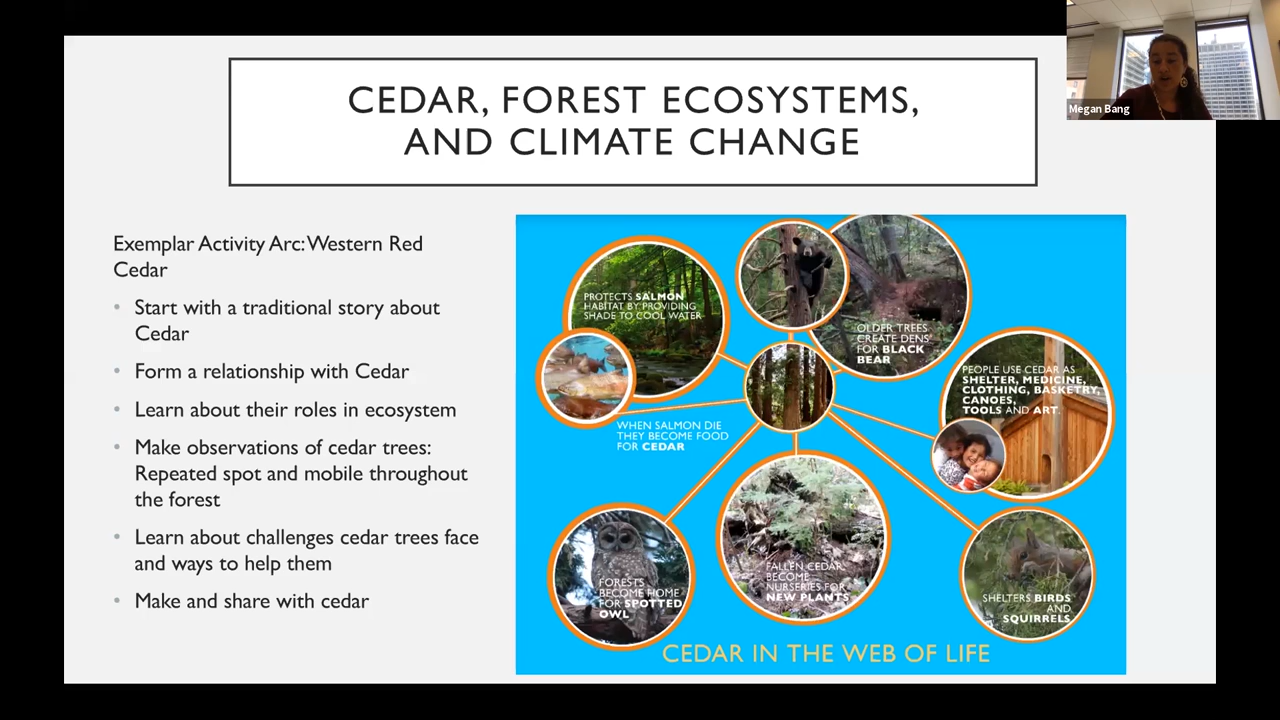 Megan Bang
CEDAR, FOREST ECOSYSTEMS,
AND CLIMATE CHANGE
Exemplar Activity Arc: Western Red
Cedar
• Start with a traditional story about
Cedar
• Form a relationship with Cedar
• Learn about their roles in ecosystem
• Make observations of cedar trees:
Repeated spot and mobile throughout
the forest
• Learn about challenges cedar trees face
and ways to help them
• Make and share with cedar
PROTECTS SALMON
HABITAT BY PROVIDING
SHADE TO COOL WATER
OLDER TREES
CREATE DENS
FOR BLACK
BEAR
PEOPLE USE CEDAR AS
SHELTER, MEDICINE,
CLOTHING, BASKETRY,
CANOES,
TOOLS AND ART.
WHEN SALMON DIE
THEY BECOME FOOD
FOR CEDAR
FORESTS
BECOME HOME
FOR SPOTTED
OWL
FALLEN CEDAR
BECOME
NURSERIES FOR
NEW PLANTS
SHELTERS BIRDS
AND
SQUIRRELS
CEDAR IN THE WEB OF LIFE